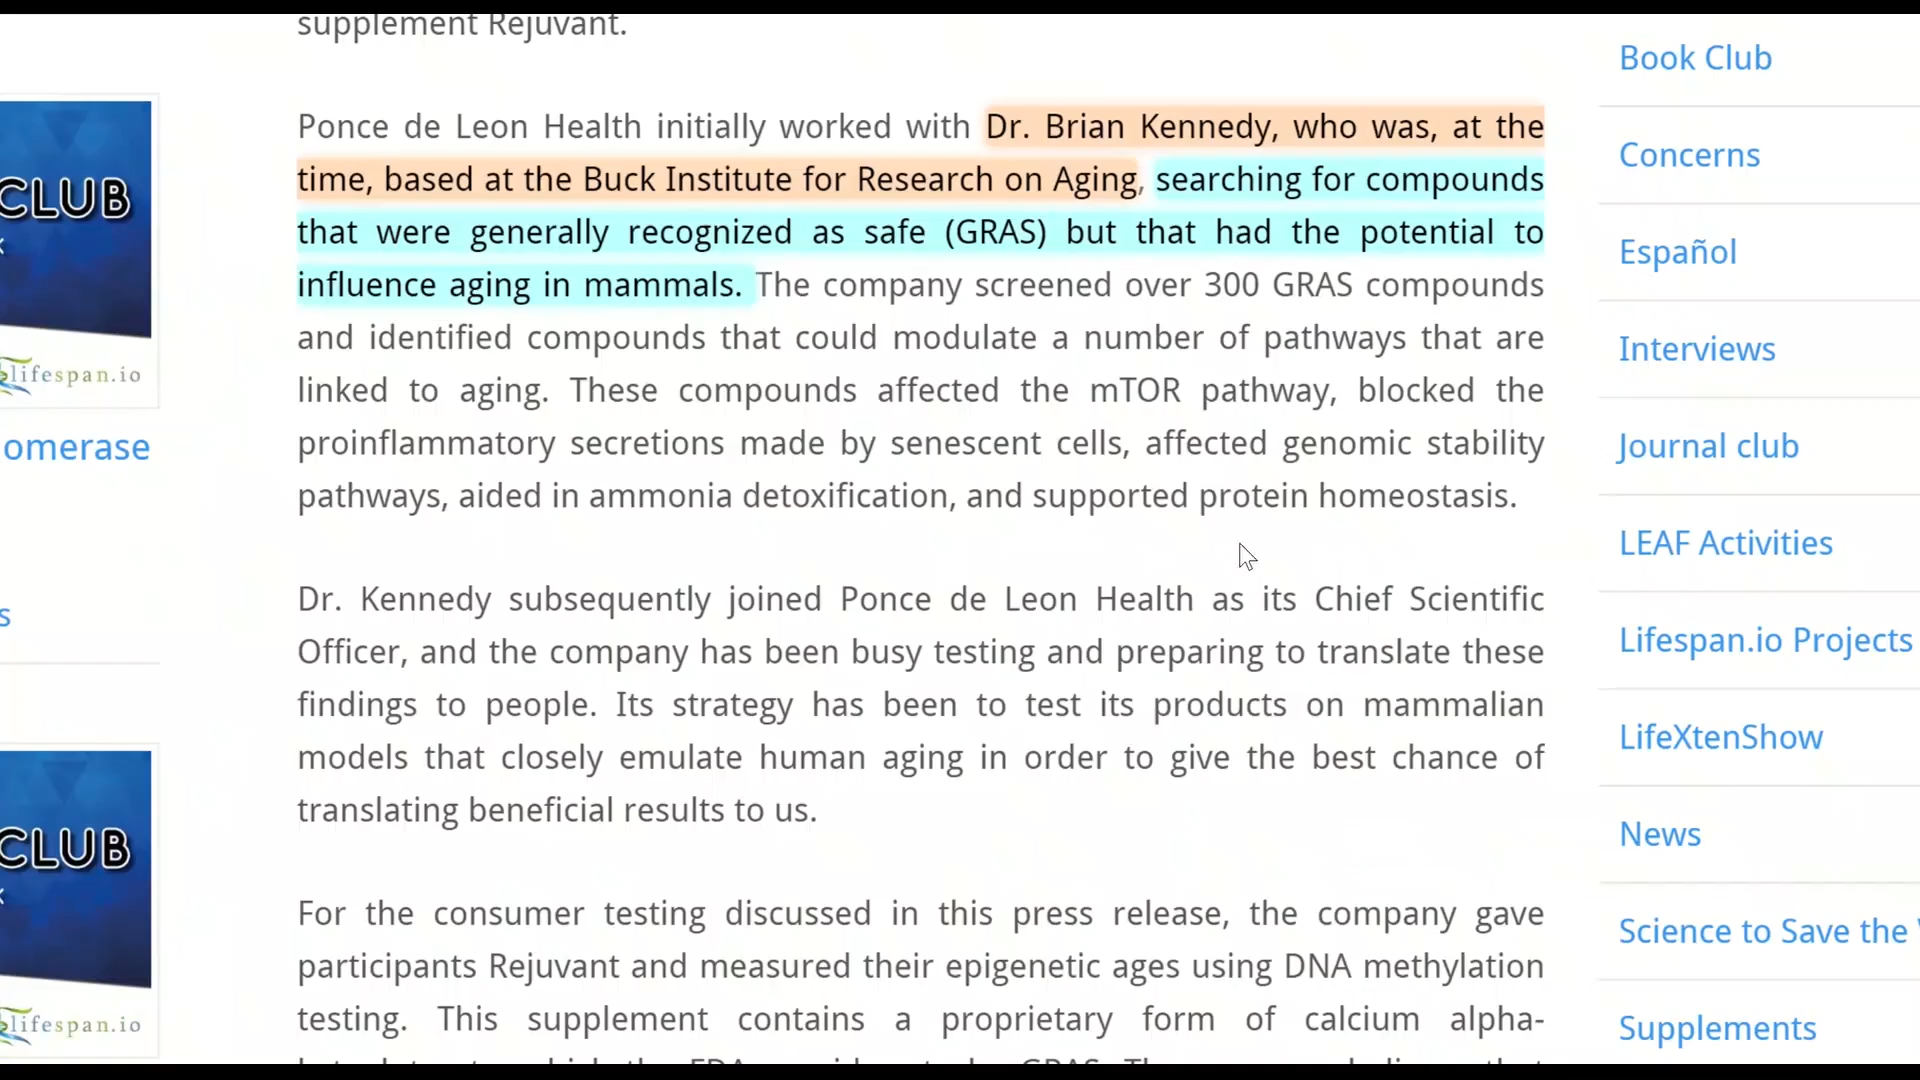 supplement Rejuvant.
Ponce de Leon Health initially worked with Dr. Brian Kennedy, who was, at the
time, based at the Buck Institute for Research on Aging, searching for compounds
that were generally recognized as safe (GRAS) but that had the potential to
influence aging in mammals. The company screened over 300 GRAS compounds
and identified compounds that could modulate a number of pathways that are
linked to aging. These compounds affected the mTOR pathway, blocked the
proinflammatory secretions made by senescent cells, affected genomic stability
pathways, aided in ammonia detoxification, and supported protein homeostasis.
Dr. Kennedy subsequently joined Ponce de Leon Health as its Chief Scientific
Officer, and the company has been busy testing and preparing to translate these
findings to people. Its strategy has been to test its products on mammalian
models that closely emulate human aging in order to give the best chance of
translating beneficial results to us.
For the consumer testing discussed in this press release, the company gave
participants Rejuvant and measured their epigenetic ages using DNA methylation
testing. This supplement contains a proprietary form of calcium alpha-
CLUB
lifespan.io
omerase
s
CLUB
lifespan.io
Book Club
Concerns
Español
Interviews
Journal club
LEAF Activities
Lifespan.io Projects
LifeXtenShow
News
Science to Save the
Supplements